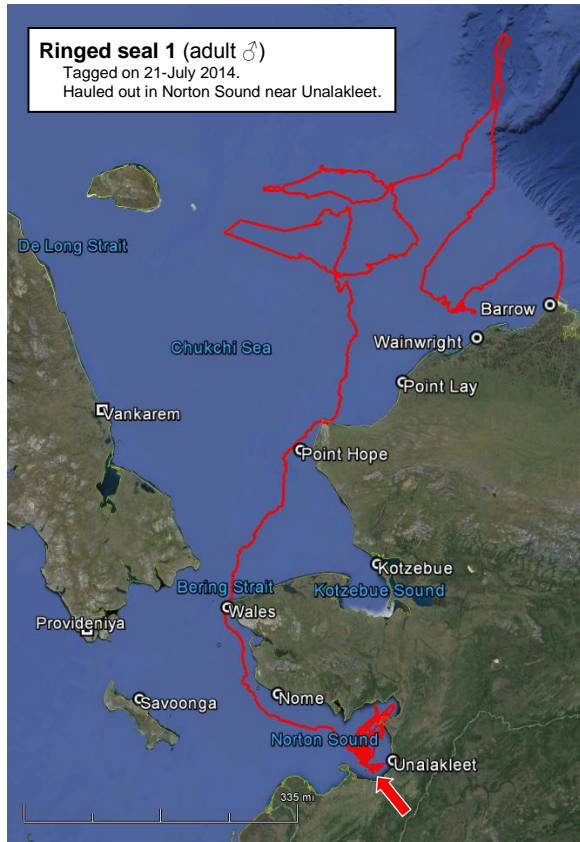 Ringed seal 1 (adult ♂)
Tagged on 21-July 2014.
Hauled out in Norton Sound near Unalakleet.
De Long Strait
Barrow
Wainwright
Chukchi Sea
Point Lay
Vankarem
Point Hope
Kotzebue
Bering Strait
Kotzebue Sound
Wales
Provideniya
Savoonga
Nome
Norton Sound
Unalakleet
335 mi